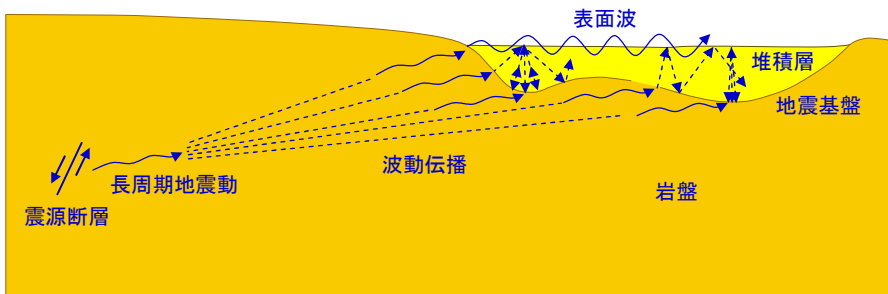 表面波
堆積層
地震基盤
波動伝播
長周期地震動
岩盤
震源断層